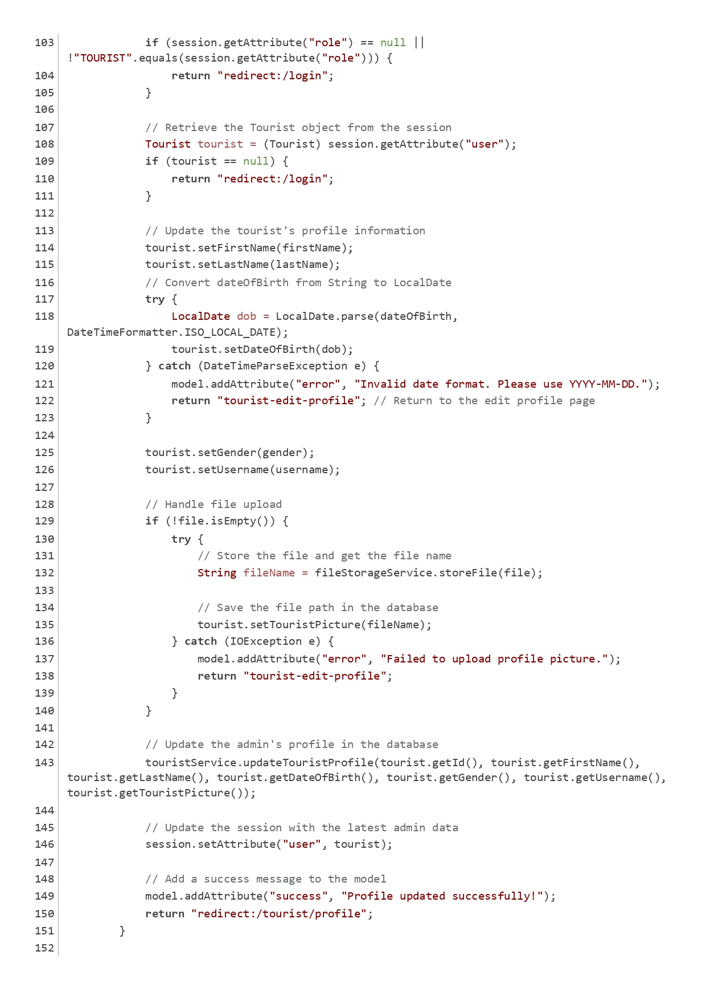 103             if (session.getAttribute("role") == null ||
!"TOURIST".equals(session.getAttribute("role"))) {
104                 return "redirect:/login";
105             }
106
107             // Retrieve the Tourist object from the session
108             Tourist tourist = (Tourist) session.getAttribute("user");
109             if (tourist == null) {
110                 return "redirect:/login";
111             }
112
113             // Update the tourist's profile information
114             tourist.setFirstName(firstName);
115             tourist.setLastName(lastName);
116             // Convert dateOfBirth from String to LocalDate
117             try {
118                 LocalDate dob = LocalDate.parse(dateOfBirth,
DateTimeFormatter.ISO_LOCAL_DATE);
119                 tourist.setDateOfBirth(dob);
120             } catch (DateTimeParseException e) {
121                 model.addAttribute("error", "Invalid date format. Please use YYYY-MM-DD.");
122                 return "tourist-edit-profile"; // Return to the edit profile page
123             }
124
125             tourist.setGender(gender);
126             tourist.setUsername(username);
127
128             // Handle file upload
129             if (!file.isEmpty()) {
130                 try {
131                     // Store the file and get the file name
132                     String fileName = fileStorageService.storeFile(file);
133
134                     // Save the file path in the database
135                     tourist.setTouristPicture(fileName);
136                 } catch (IOException e) {
137                     model.addAttribute("error", "Failed to upload profile picture.");
138                     return "tourist-edit-profile";
139                 }
140             }
141
142             // Update the admin's profile in the database
143             touristService.updateTouristProfile(tourist.getId(), tourist.getFirstName(),
tourist.getLastName(), tourist.getDateOfBirth(), tourist.getGender(), tourist.getUsername(),
tourist.getTouristPicture());
144
145             // Update the session with the latest admin data
146             session.setAttribute("user", tourist);
147
148             // Add a success message to the model
149             model.addAttribute("success", "Profile updated successfully!");
150             return "redirect:/tourist/profile";
151         }
152